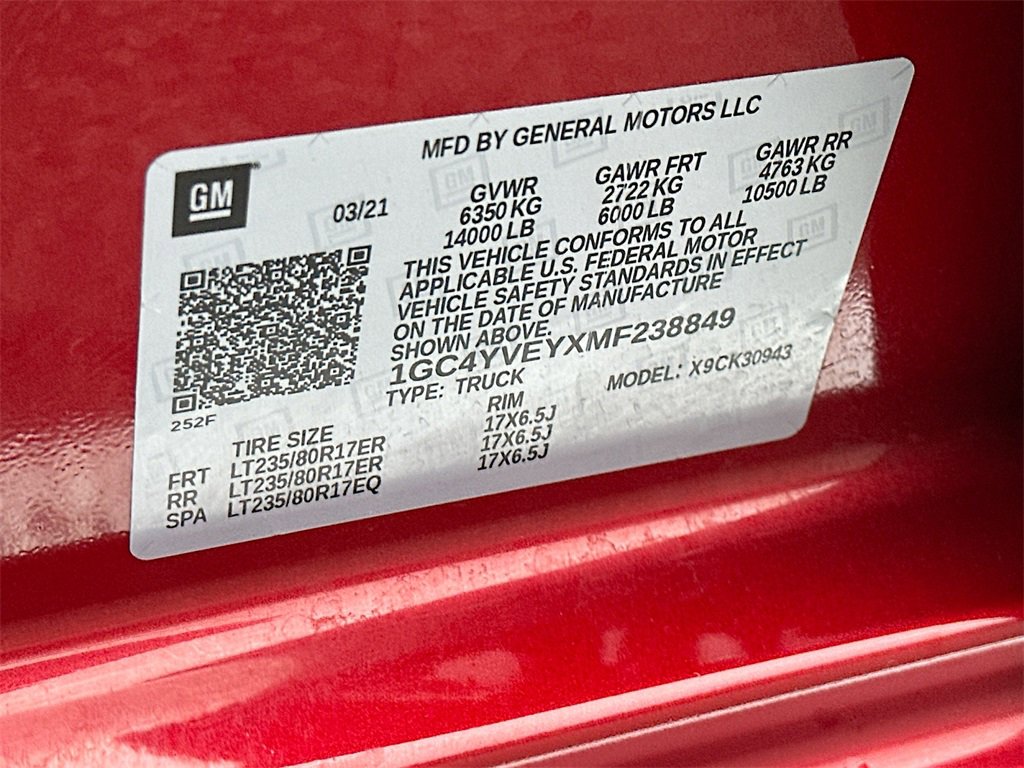 MFD BY GENERAL MOTORS LLC
GM
03/21
GVWR GAWR FRT GAWR RR
6350 KG 2722 KG 4763 KG
14000 LB 6000 LB 10500 LB
THIS VEHICLE CONFORMS TO ALL
APPLICABLE U.S. FEDERAL MOTOR
VEHICLE SAFETY STANDARDS IN EFFECT
ON THE DATE OF MANUFACTURE
SHOWN ABOVE.
1GC4YVEYXMF238849
TYPE: TRUCK MODEL: X9CK30943
252F
TIRE SIZE RIM
FRT LT235/80R17ER 17X6.5J
RR LT235/80R17ER 17X6.5J
SPA LT235/80R17EQ 17X6.5J